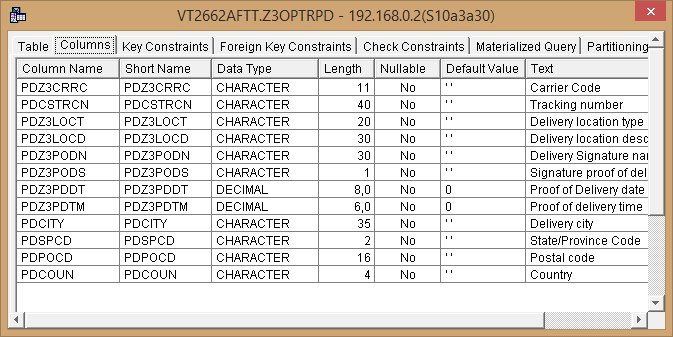 VT2662AFTT.Z3OPTRPD - 192.168.0.2(S10a3a30)
Table Columns Key Constraints Foreign Key Constraints Check Constraints Materialized Query Partitioning
Column Name Short Name Data Type Length Nullable Default Value Text
PDZ3CRRC PDZ3CRRC CHARACTER 11 No ' ' Carrier Code
PDCSTRCN PDCSTRCN CHARACTER 40 No ' ' Tracking number
PDZ3LOCT PDZ3LOCT CHARACTER 20 No ' ' Delivery location type
PDZ3LOCD PDZ3LOCD CHARACTER 30 No ' ' Delivery location desc
PDZ3PODN PDZ3PODN CHARACTER 30 No ' ' Delivery Signature nar
PDZ3PODS PDZ3PODS CHARACTER 1 No ' ' Signature proof of del
PDZ3PDDT PDZ3PDDT DECIMAL 8,0 No 0 Proof of Delivery date
PDZ3PDTM PDZ3PDTM DECIMAL 6,0 No 0 Proof of delivery time
PDCITY PDCITY CHARACTER 35 No ' ' Delivery city
PDSPCD PDSPCD CHARACTER 2 No ' ' State/Province Code
PDPOCD PDPOCD CHARACTER 16 No ' ' Postal code
PDCOUN PDCOUN CHARACTER 4 No ' ' Country